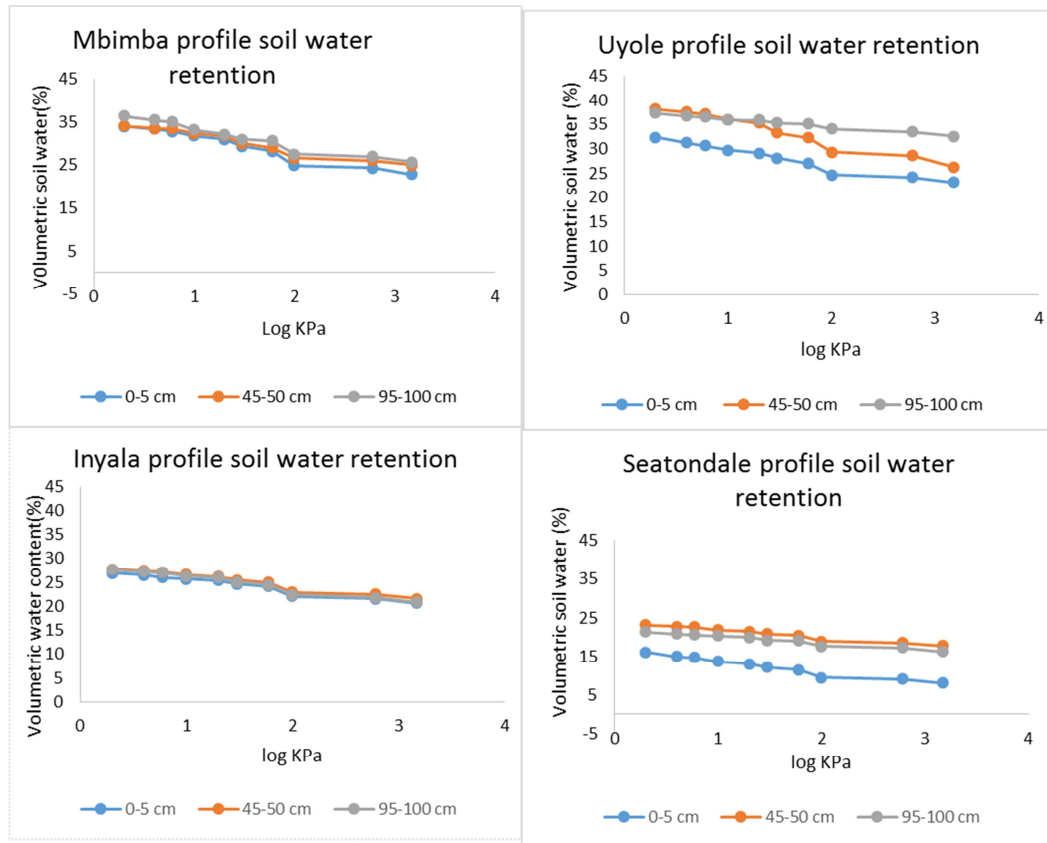 Mbimba profile soil water
retention
V0lumetric soil water(%)
45
35
25
15
5
-5
0 1 2 3 4
Log KPa
0-5 cm 45-50 cm 95-100 cm
Uyole profile soil water retention
Volumetric soil water (%)
45
40
35
30
25
20
15
10
5
0
0 1 2 3 4
log KPa
0-5 cm 45-50 cm 95-100 cm
Inyala profile soil water retention
Volumetric water content(%)
45
40
35
30
25
20
15
10
5
0
0 1 2 3 4
log KPa
0-5 cm 45-50 cm 95-100 cm
Seatondale profile soil water
retention
Volumetric soil water (%)
45
35
25
15
5
-5
0 1 2 3 4
log KPa
0-5 cm 45-50 cm 95-100 cm